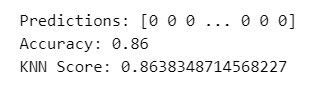 Predictions: [0 0 0 ... 0 0 0]
Accuracy: 0.86
KNN Score: 0.8638348714568227